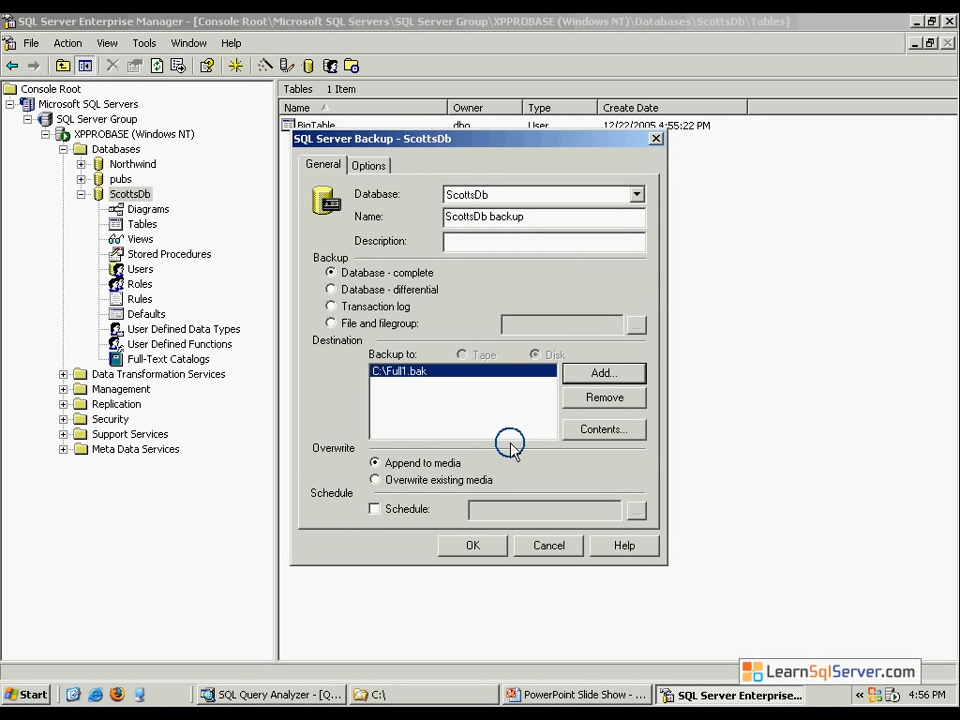 SQL Server Enterprise Manager - [Console Root\Microsoft SQL Servers\SQL Server Group\XPPROBASE (Windows NT)\Databases\ScottsDb\Tables]
File Action View Tools Window Help
Console Root
Microsoft SQL Servers
SQL Server Group
XPPROBASE (Windows NT)
Databases
Northwind
pubs
ScottsDb
Diagrams
Tables
Views
Stored Procedures
Users
Roles
Rules
Defaults
User Defined Data Types
User Defined Functions
Full-Text Catalogs
Data Transformation Services
Management
Replication
Security
Support Services
Meta Data Services
Tables 1 Item
Name Owner Type Create Date
BigTable dbo User 12/22/2005 4:55:22 PM
SQL Server Backup - ScottsDb
General Options
Database: ScottsDb
Name: ScottsDb backup
Description:
Backup
Database - complete
Database - differential
Transaction log
File and filegroup: ...
Destination
Backup to: Tape Disk
C:\Full1.bak
Add...
Remove
Contents...
Overwrite
Append to media
Overwrite existing media
Schedule
Schedule: ...
OK Cancel Help
LearnSqlServer.com
Start SQL Query Analyzer - [Q... C:\ PowerPoint Slide Show - ... SQL Server Enterprise... « 4:56 PM